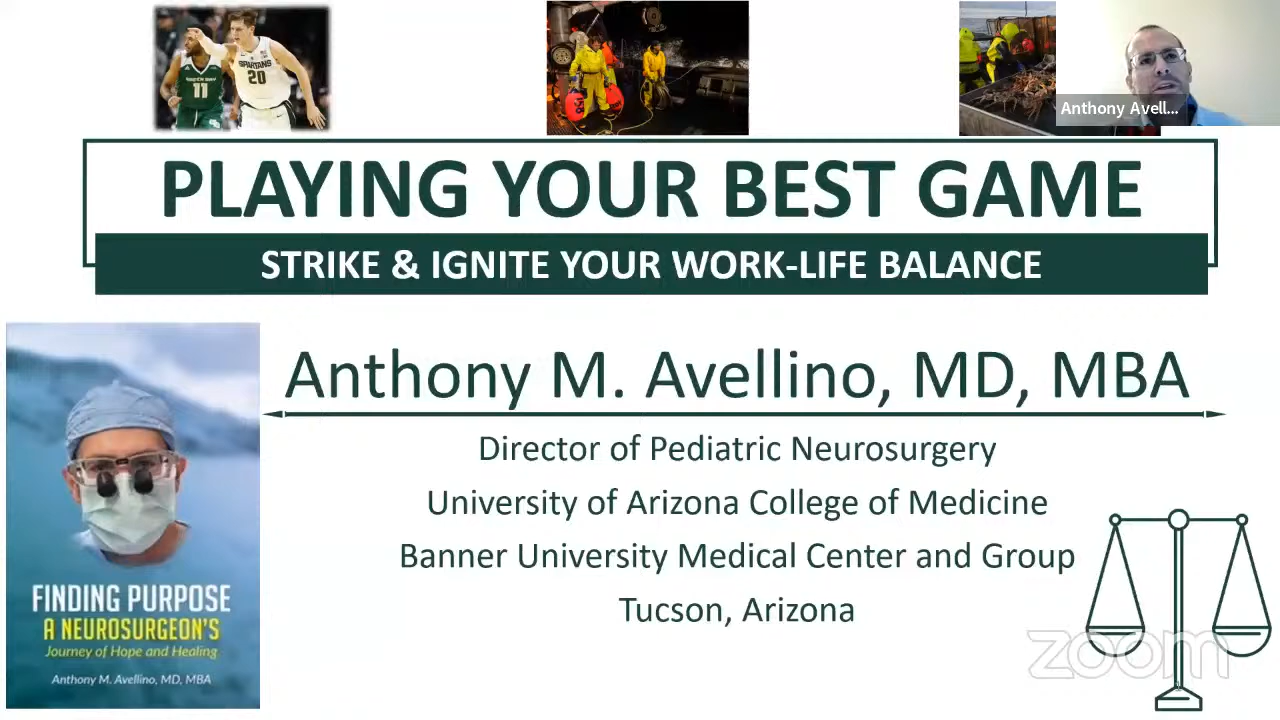 SPARTANS
20
11
Anthony Avell...
PLAYING YOUR BEST GAME
STRIKE & IGNITE YOUR WORK-LIFE BALANCE
Anthony M. Avellino, MD, MBA
Director of Pediatric Neurosurgery
University of Arizona College of Medicine
Banner University Medical Center and Group
Tucson, Arizona
FINDING PURPOSE
A NEUROSURGEON'S
Journey of Hope and Healing
Anthony M. Avellino, MD, MBA
zoom